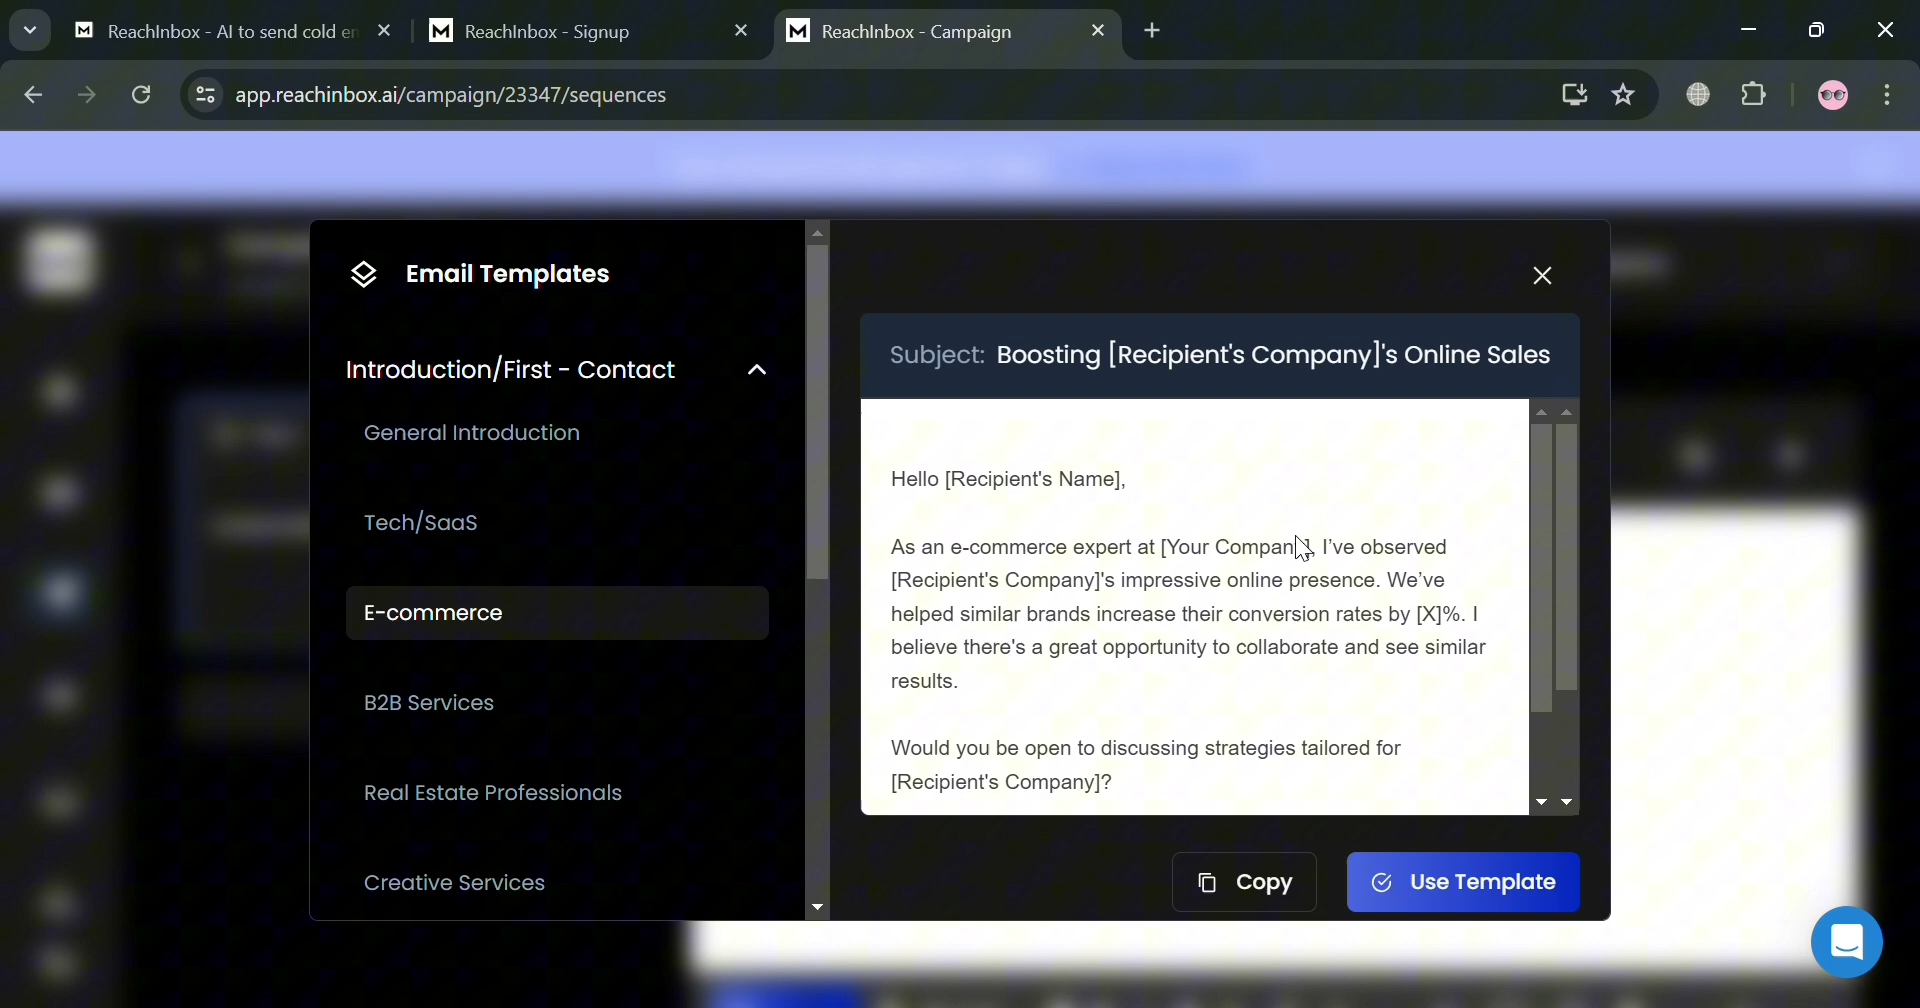 ReachInbox - AI to send cold en
ReachInbox - Signup
ReachInbox - Campaign
app.reachinbox.ai/campaign/23347/sequences
Email Templates
Introduction/First - Contact
General Introduction
Tech/SaaS
E-commerce
B2B Services
Real Estate Professionals
Creative Services
Subject: Boosting [Recipient's Company]'s Online Sales
Hello [Recipient's Name],
As an e-commerce expert at [Your Company], I've observed
[Recipient's Company]'s impressive online presence. We've
helped similar brands increase their conversion rates by [X]%. I
believe there's a great opportunity to collaborate and see similar
results.
Would you be open to discussing strategies tailored for
[Recipient's Company]?
Copy
Use Template